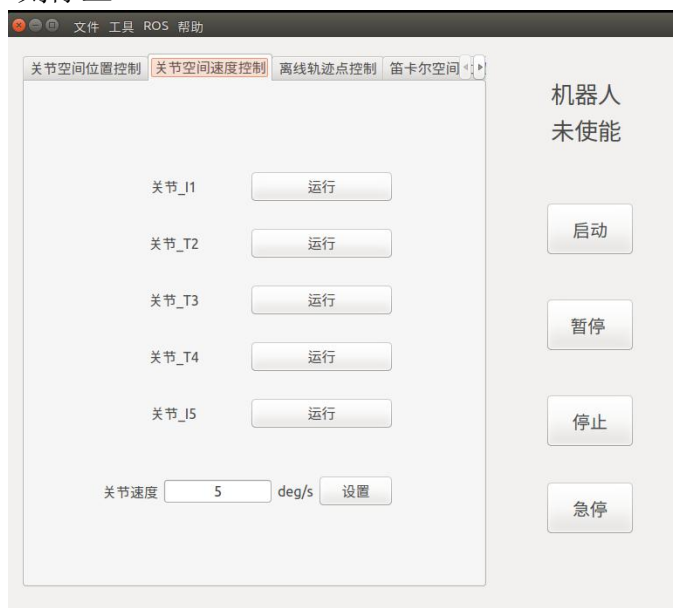 文件 工具 ROS 帮助
关节空间位置控制 关节空间速度控制 离线轨迹点控制 笛卡尔空间
机器人
未使能
关节_I1 运行
关节_T2 运行
关节_T3 运行
关节_T4 运行
关节_I5 运行
关节速度 5 deg/s 设置
启动
暂停
停止
急停